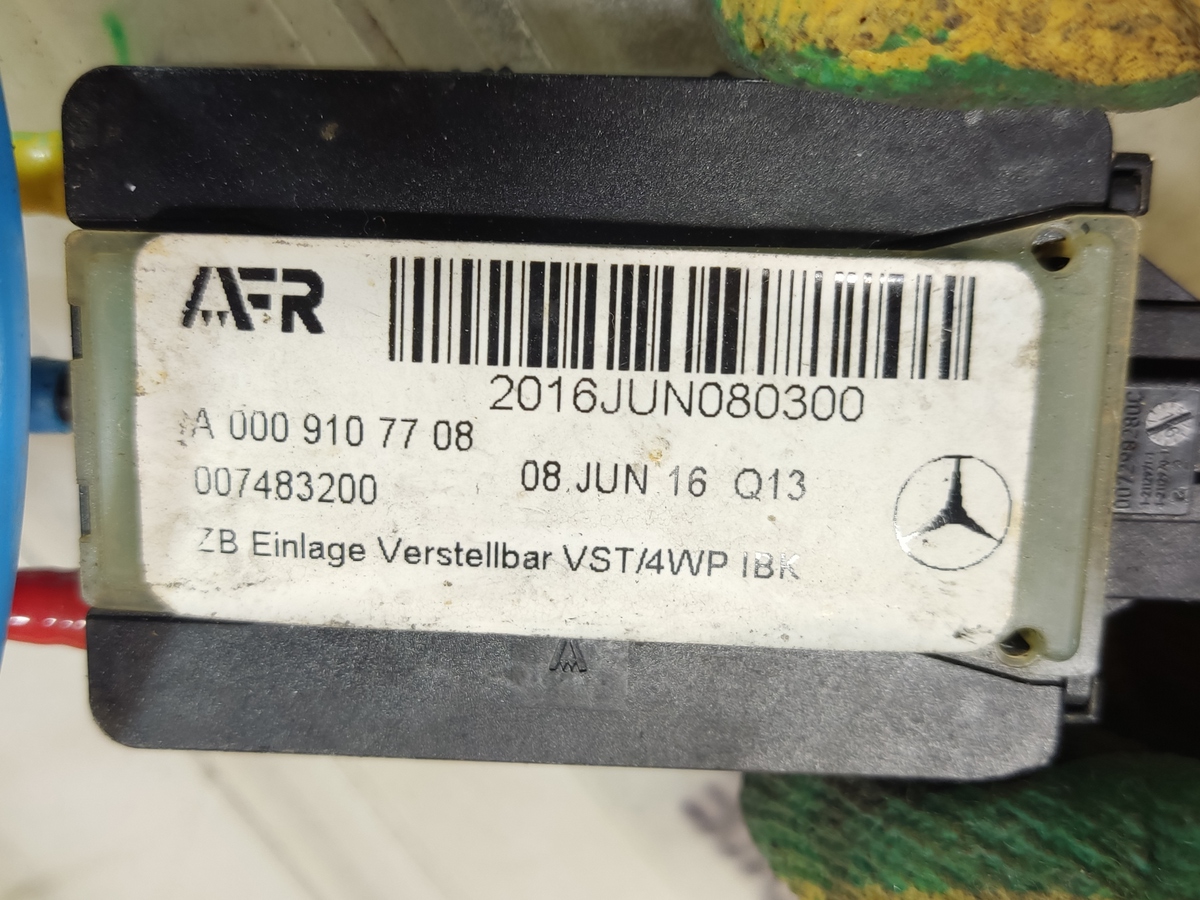 AFR
2016JUN080300
A 000 910 77 08
007483200
08.JUN 16 Q13
ZB Einlage Verstellbar VST/4WP IBK